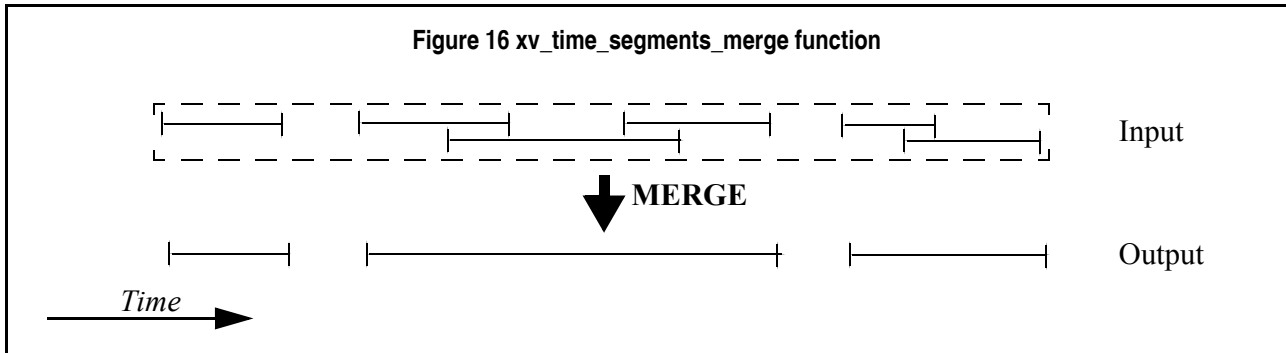 Figure 16 xv_time_segments_merge function
Input
MERGE
Output
Time